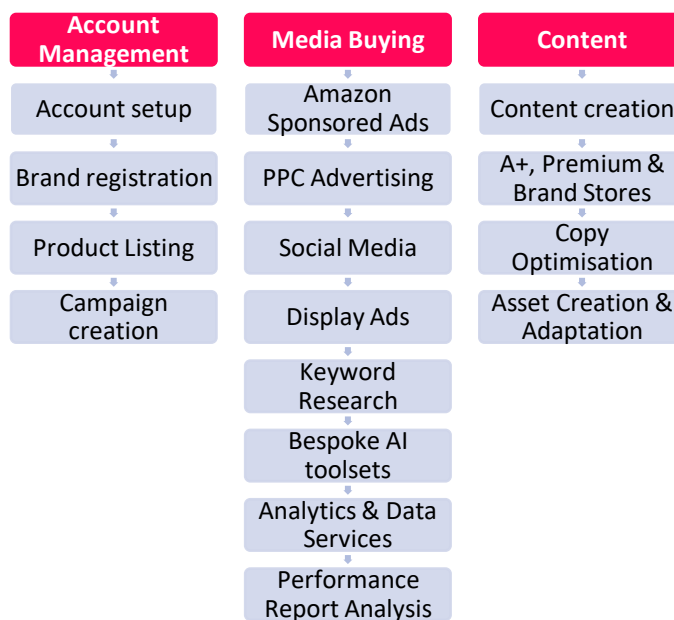 Account
Management
Account setup
Brand registration
Product Listing
Campaign
creation
Media Buying
Amazon
Sponsored Ads
PPC Advertising
Social Media
Display Ads
Keyword
Research
Bespoke AI
toolsets
Analytics & Data
Services
Performance
Report Analysis
Content
Content creation
A+, Premium &
Brand Stores
Copy
Optimisation
Asset Creation &
Adaptation